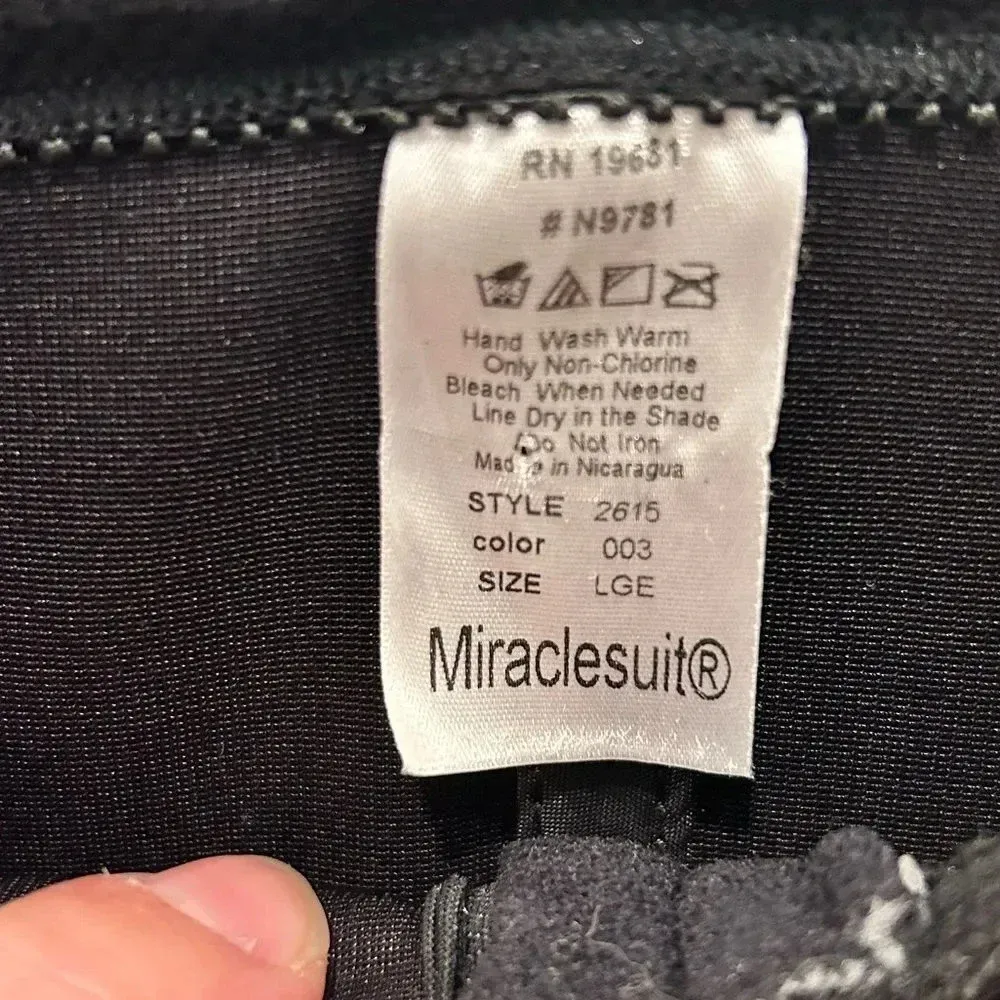 RN 19631
# N9781
Hand Wash Warm
Only Non-Chlorine
Bleach When Needed
Line Dry in the Shade
Do Not Iron
Made in Nicaragua
STYLE 2615
color 003
SIZE LGE
Miraclesuit®